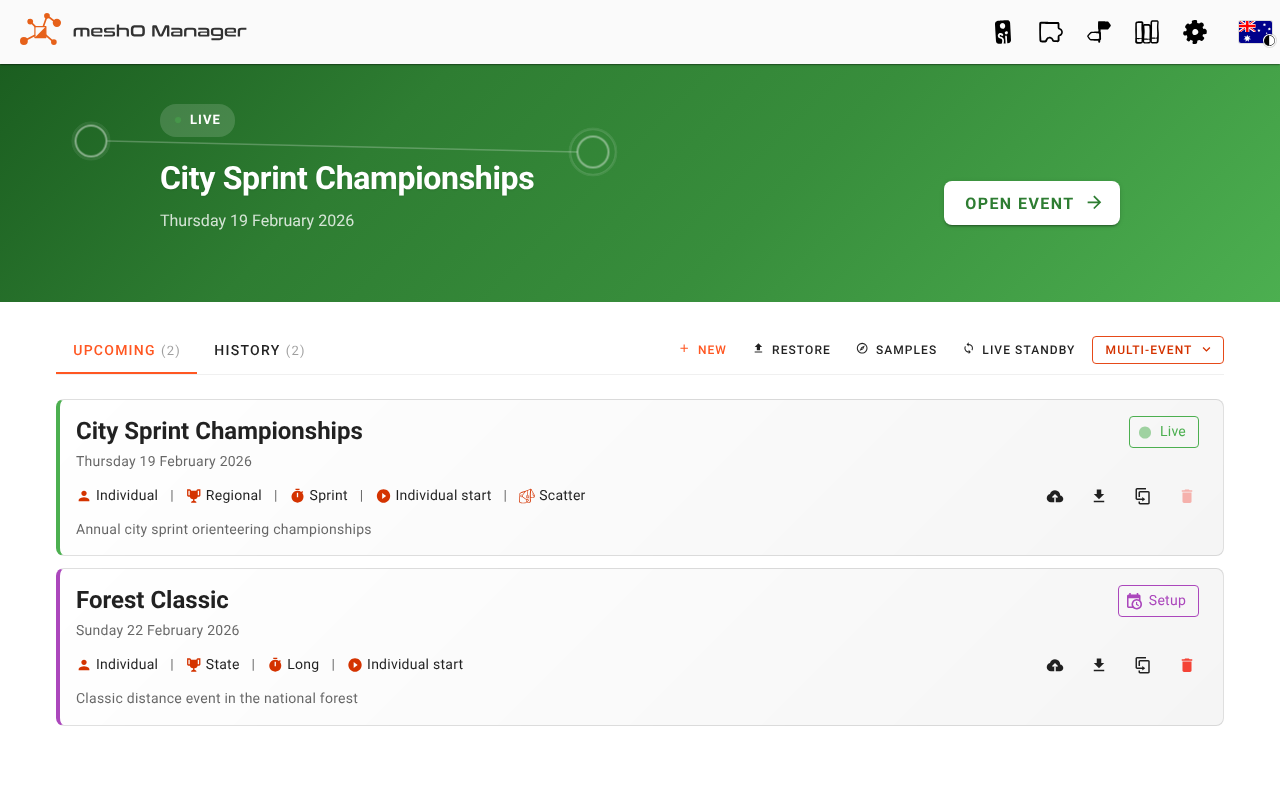 meshO Manager
Si
LIVE
City Sprint Championships
Thursday 19 February 2026
OPEN EVENT
UPCOMING (2) HISTORY (2) NEW RESTORE SAMPLES LIVE STANDBY MULTI-EVENT
City Sprint Championships
Live
Thursday 19 February 2026
Individual | Regional | Sprint | Individual start | Scatter
Annual city sprint orienteering championships
Forest Classic
Setup
Sunday 22 February 2026
Individual | State | Long | Individual start
Classic distance event in the national forest